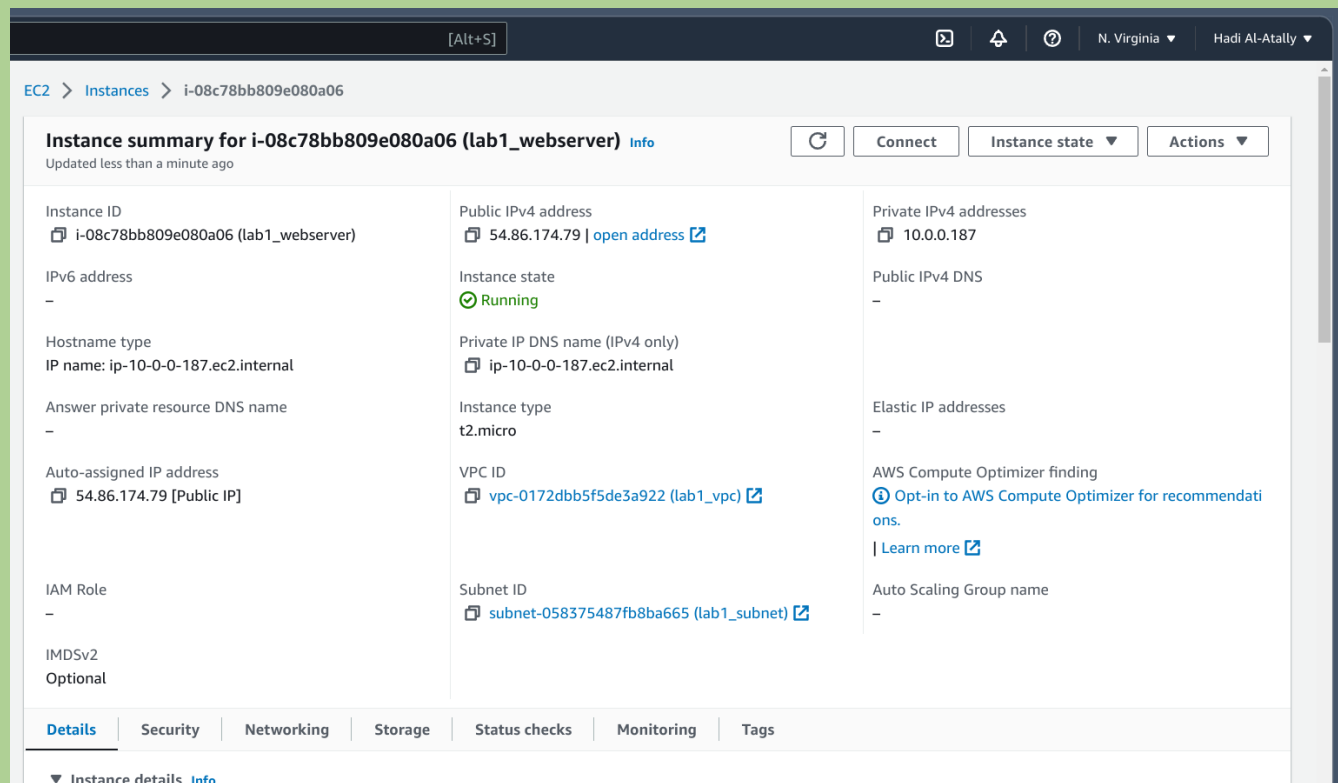 [Alt+S]
N. Virginia
Hadi Al-Atally
EC2
Instances
i-08c78bb809e080a06
Instance summary for i-08c78bb809e080a06 (lab1_webserver) Info
Updated less than a minute ago
Connect
Instance state
Actions
Instance ID
i-08c78bb809e080a06 (lab1_webserver)
Public IPv4 address
54.86.174.79 | open address
Private IPv4 addresses
10.0.0.187
IPv6 address
–
Instance state
Running
Public IPv4 DNS
–
Hostname type
IP name: ip-10-0-0-187.ec2.internal
Private IP DNS name (IPv4 only)
ip-10-0-0-187.ec2.internal
Answer private resource DNS name
–
Instance type
t2.micro
Elastic IP addresses
–
Auto-assigned IP address
54.86.174.79 [Public IP]
VPC ID
vpc-0172dbb5f5de3a922 (lab1_vpc)
AWS Compute Optimizer finding
Opt-in to AWS Compute Optimizer for recommendati
ons.
| Learn more
IAM Role
–
Subnet ID
subnet-058375487fb8ba665 (lab1_subnet)
Auto Scaling Group name
–
IMDSv2
Optional
Details
Security
Networking
Storage
Status checks
Monitoring
Tags
Instance details Info